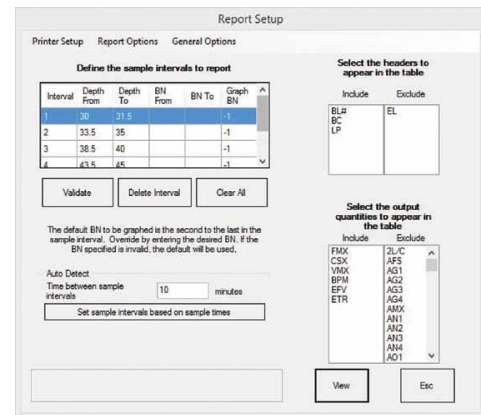 Report Setup
Printer Setup Report Options General Options
Define the sample intervals to report
Interval Depth From Depth To BN From BN To Graph BN
1 30 31.5 -1
2 33.5 35 -1
3 38.5 40 -1
4 43.5 45 -1
Validate Delete Interval Clear All
The default BN to be graphed is the second to the last in the
sample interval. Override by entering the desired BN. If the
BN specified is invalid, the default will be used.
Auto Detect
Time between sample
intervals
10 minutes
Set sample intervals based on sample times
Select the headers to
appear in the table
Include Exclude
BL# EL
BC
LP
Select the output
quantities to appear in
the table
Include Exclude
FMX 2L/C
CSX AFS
VMX AG1
BPM AG2
EFV AG3
ETR AG4
AMX
AN1
AN2
AN3
AN4
AO1
View Esc